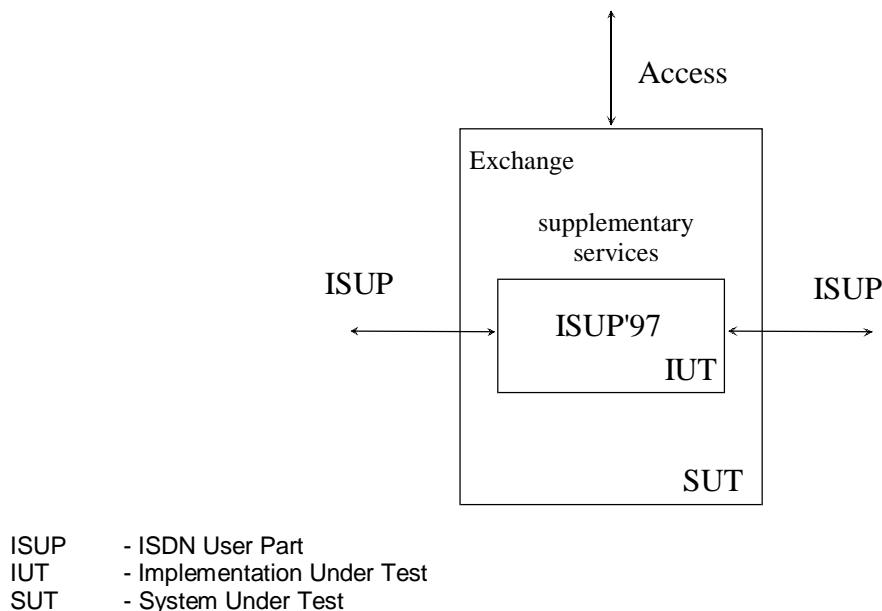 Access
Exchange
supplementary
services
ISUP
ISUP
ISUP'97
IUT
SUT
ISUP - ISDN User Part
IUT - Implementation Under Test
SUT - System Under Test